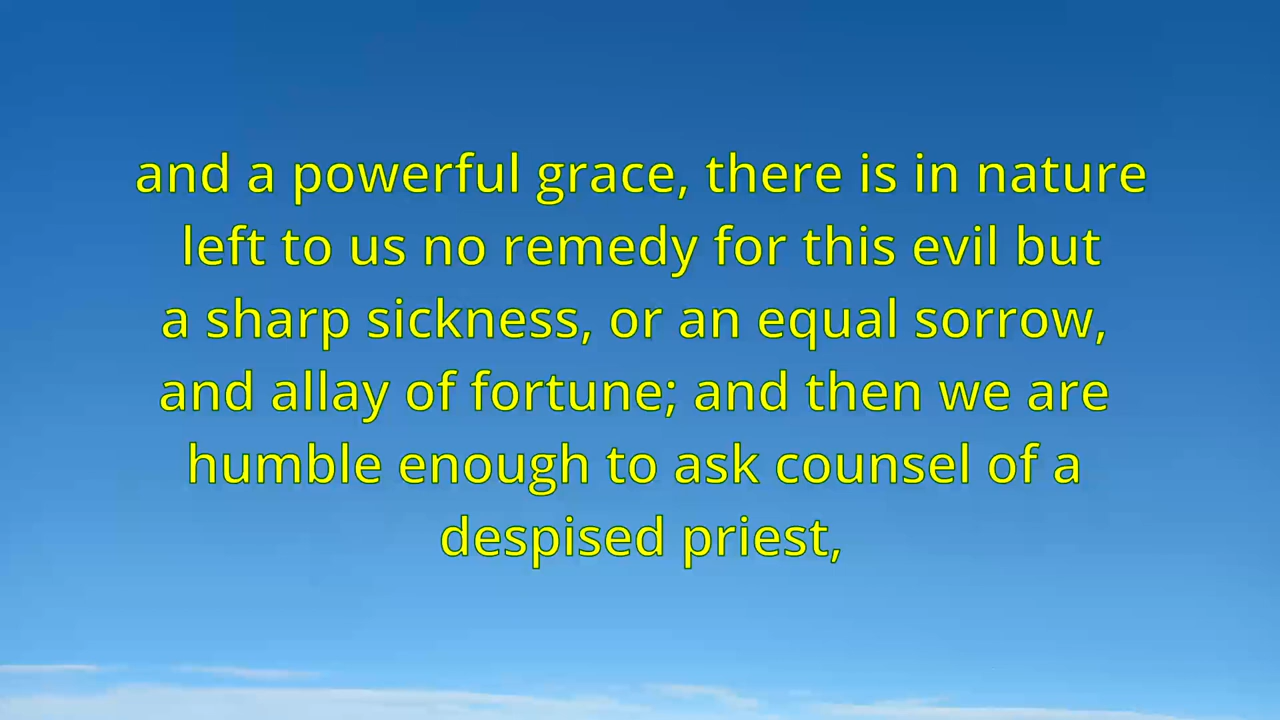 and a powerful grace, there is in nature
left to us no remedy for this evil but
a sharp sickness, or an equal sorrow,
and allay of fortune; and then we are
humble enough to ask counsel of a
despised priest,